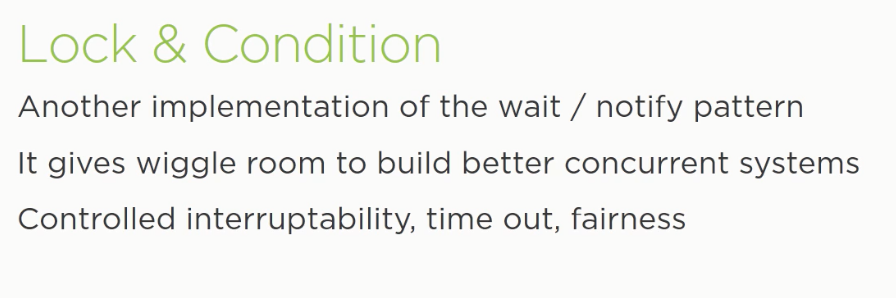 Lock & Condition
Another implementation of the wait / notify pattern
It gives wiggle room to build better concurrent systems
Controlled interruptability, time out, fairness